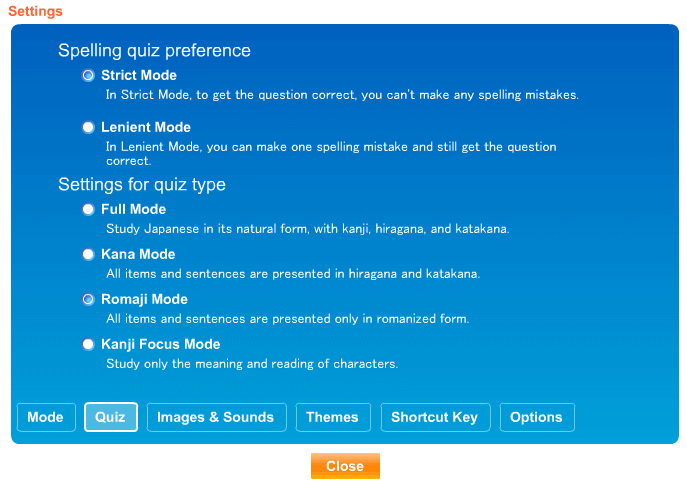 Settings
Spelling quiz preference
Strict Mode
In Strict Mode, to get the question correct, you can't make any spelling mistakes.
Lenient Mode
In Lenient Mode, you can make one spelling mistake and still get the question
correct.
Settings for quiz type
Full Mode
Study Japanese in its natural form, with kanji, hiragana, and katakana.
Kana Mode
All items and sentences are presented in hiragana and katakana.
Romaji Mode
All items and sentences are presented only in romanized form.
Kanji Focus Mode
Study only the meaning and reading of characters.
Mode Quiz Images & Sounds Themes Shortcut Key Options
Close